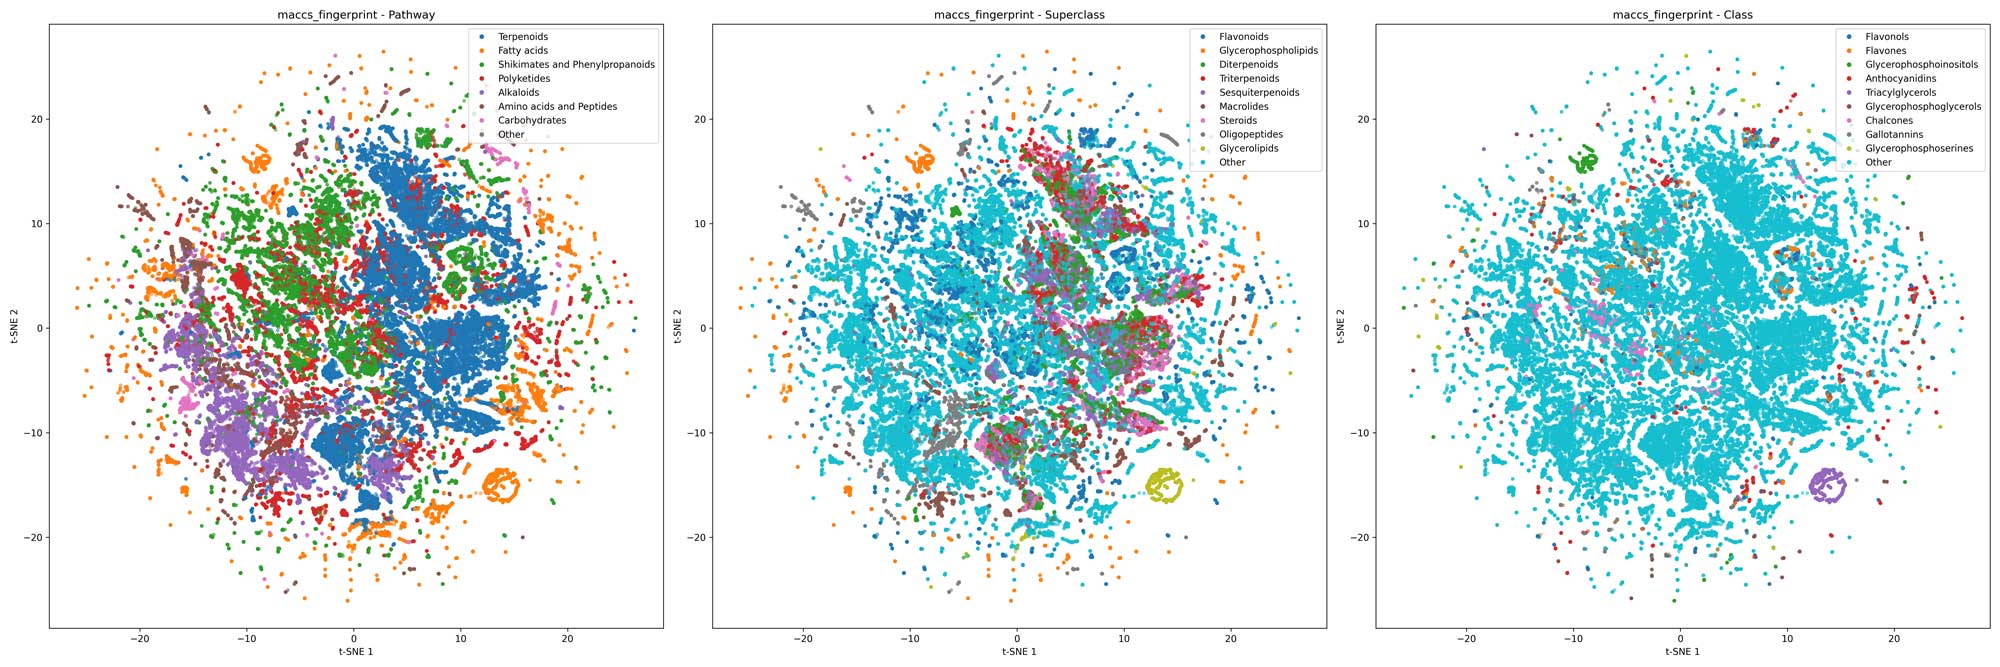 maccs_fingerprint - Pathway
Terpenoids
Fatty acids
Shikimates and Phenylpropanoids
Polyketides
Alkaloids
Amino acids and Peptides
Carbohydrates
Other
20
10
0
−10
−20
t-SNE 2
−20 −10 0 10 20
t-SNE 1
maccs_fingerprint - Superclass
Flavonoids
Glycerophospholipids
Diterpenoids
Triterpenoids
Sesquiterpenoids
Macrolides
Steroids
Oligopeptides
Glycerolipids
Other
20
10
0
−10
−20
t-SNE 2
−20 −10 0 10 20
t-SNE 1
maccs_fingerprint - Class
Flavonols
Flavones
Glycerophosphoinositols
Anthocyanidins
Triacylglycerols
Glycerophosphoglycerols
Chalcones
Gallotannins
Glycerophosphoserines
Other
20
10
0
−10
−20
t-SNE 2
−20 −10 0 10 20
t-SNE 1